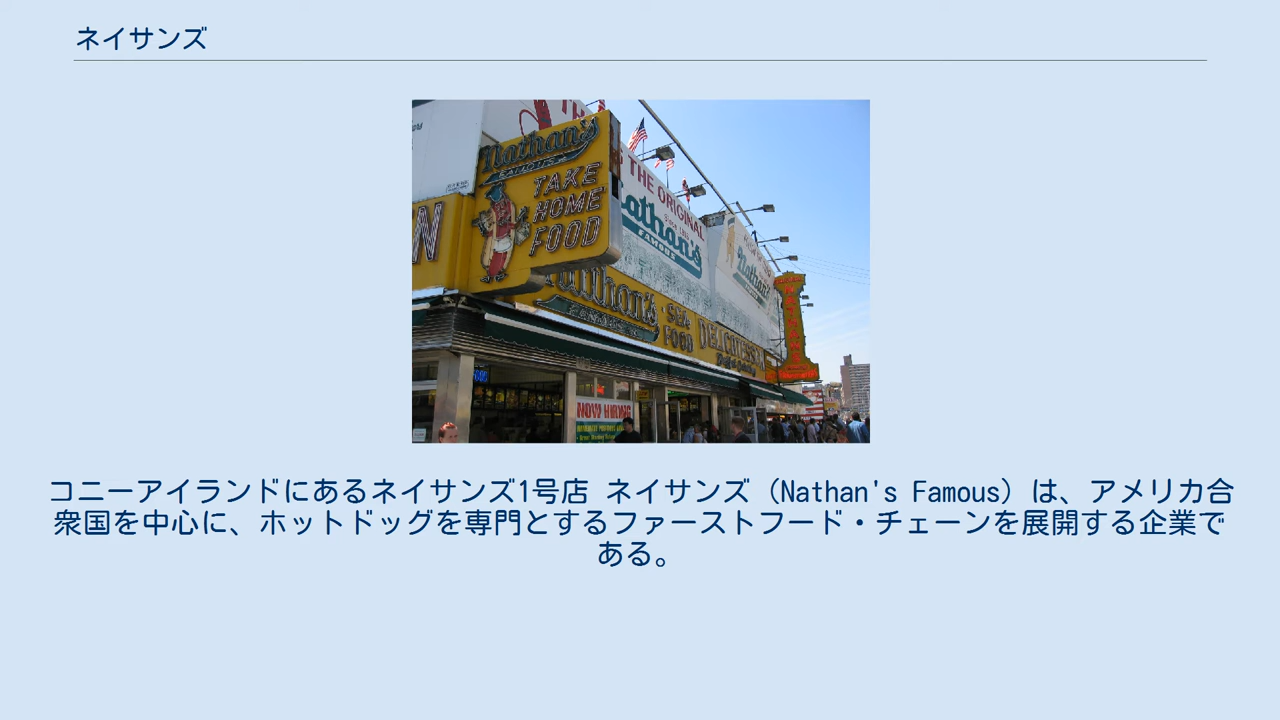 ネイサンズ
Nathan's
FAMOUS
TAKE
HOME
FOOD
THE ORIGINAL
Nathan's
FAMOUS
Nathan's
SEA
FOOD
DELICATESSEN
NOW HIRING
コニーアイランドにあるネイサンズ1号店 ネイサンズ（Nathan's Famous）は、アメリカ合
衆国を中心に、ホットドッグを専門とするファーストフード・チェーンを展開する企業で
ある。